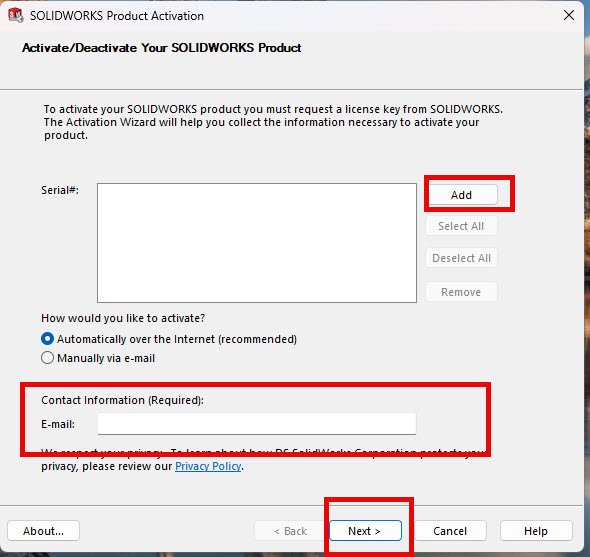 SOLIDWORKS Product Activation
Activate/Deactivate Your SOLIDWORKS Product
To activate your SOLIDWORKS product you must request a license key from SOLIDWORKS.
The Activation Wizard will help you collect the information necessary to activate your
product.
Serial#:
Add
Select All
Deselect All
Remove
How would you like to activate?
Automatically over the Internet (recommended)
Manually via e-mail
Contact Information (Required):
E-mail:
We respect your privacy. To learn about how DS SolidWorks Corporation protects your
privacy, please review our Privacy Policy.
About...
< Back
Next >
Cancel
Help